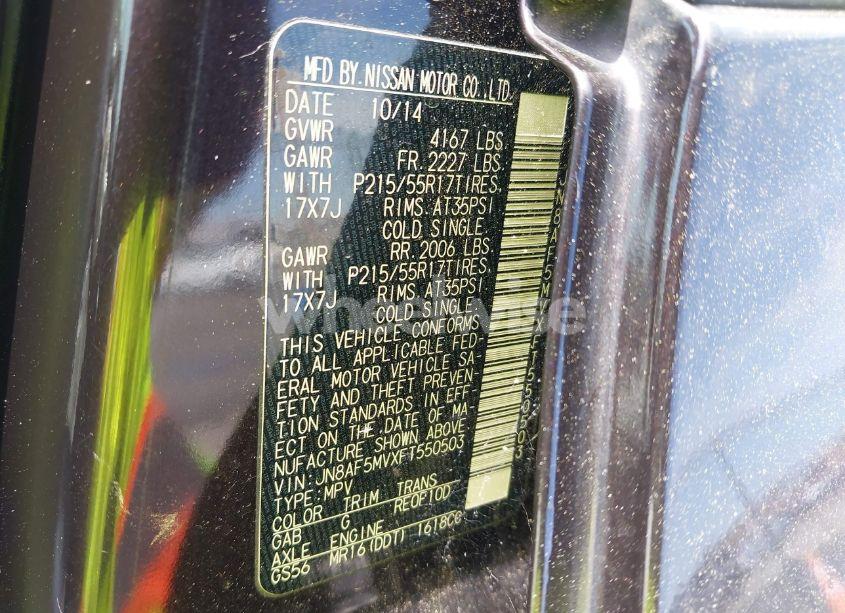 MFD BY. NISSAN MOTOR CO., LTD.
DATE 10/14
GVWR 4167 LBS
GAWR FR. 2227 LBS
WITH P215/55R17TIRES,
17X7J RIMS. AT35PSI
COLD SINGLE
GAWR RR. 2006 LBS
WITH P215/55R17TIRES,
17X7J RIMS. AT35PSI
COLD SINGLE
THIS VEHICLE CONFORMS
TO ALL APPLICABLE FED-
ERAL MOTOR VEHICLE SA-
FETY AND THEFT PREVEN-
TION STANDARDS IN EFF
ECT ON THE DATE OF MA-
NUFACTURE SHOWN ABOVE
VIN: JN8AF5MVXFT550503
TYPE: MPV
COLOR TRIM TRANS
GAB G RE0F10D
AXLE ENGINE
GS56 MR16(DDT) 1618CC
wheelwise